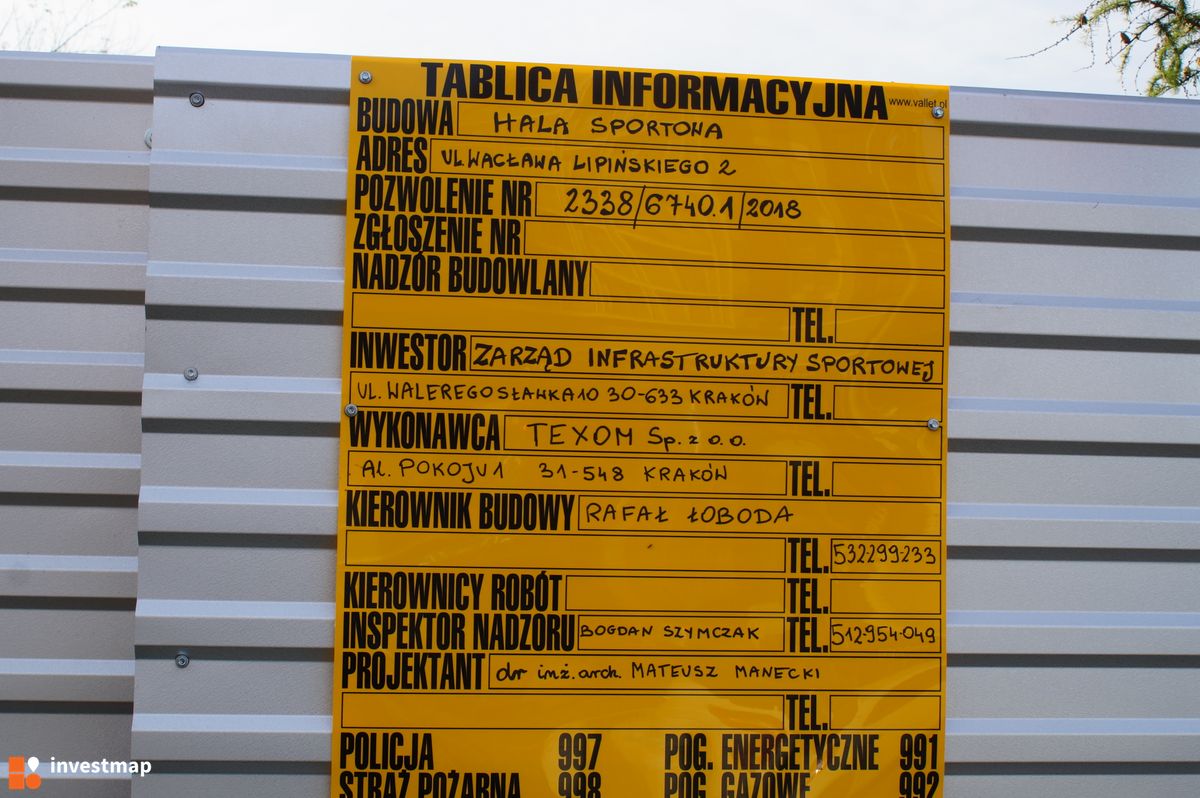 TABLICA INFORMACYJNA www.vallet.pl
BUDOWA HALA SPORTONA
ADRES UL. WACŁAWA LIPIŃSKIEGO 2
POZWOLENIE NR 2338/6740.1/2018
ZGŁOSZENIE NR
NADZÓR BUDOWLANY
TEL.
INWESTOR ZARZĄD INFRASTRUKTURY SPORTOWEJ
UL. WALEREGO SŁAWKA 10 30-633 KRAKÓW TEL.
WYKONAWCA TEXOM Sp. z o.o.
AL. POKOJU 1 31-548 KRAKÓW TEL.
KIEROWNIK BUDOWY RAFAŁ ŁOBODA
TEL. 532-299-233
KIEROWNICY ROBÓT TEL.
INSPEKTOR NADZORU BOGDAN SZYMCZAK TEL. 512-954-049
PROJEKTANT dr inż. arch. MATEUSZ MANECKI
TEL.
POLICJA 997 POG. ENERGETYCZNE 991
STRAŻ POŻARNA 998 POG. GAZOWE 992
investmap